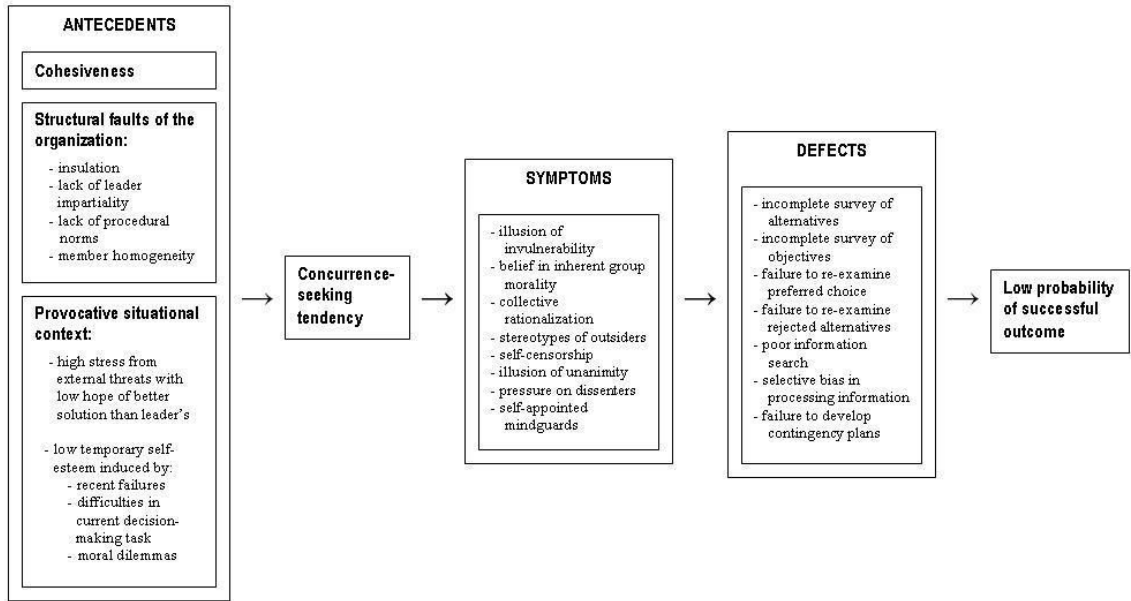 ANTECEDENTS
Cohesiveness
Structural faults of the
organization:
- insulation
- lack of leader
impartiality
- lack of procedural
norms
- member homogeneity
Provocative situational
context:
- high stress from
external threats with
low hope of better
solution than leader's
- low temporary self-
esteem induced by:
- recent failures
- difficulties in
current decision-
making task
- moral dilemmas
→
Concurrence-
seeking
tendency
→
SYMPTOMS
- illusion of
invulnerability
- belief in inherent group
morality
- collective
rationalization
- stereotypes of outsiders
- self-censorship
- illusion of unanimity
- pressure on dissenters
- self-appointed
mindguards
→
DEFECTS
- incomplete survey of
alternatives
- incomplete survey of
objectives
- failure to re-examine
preferred choice
- failure to re-examine
rejected alternatives
- poor information
search
- selective bias in
processing information
- failure to develop
contingency plans
→
Low probability
of successful
outcome